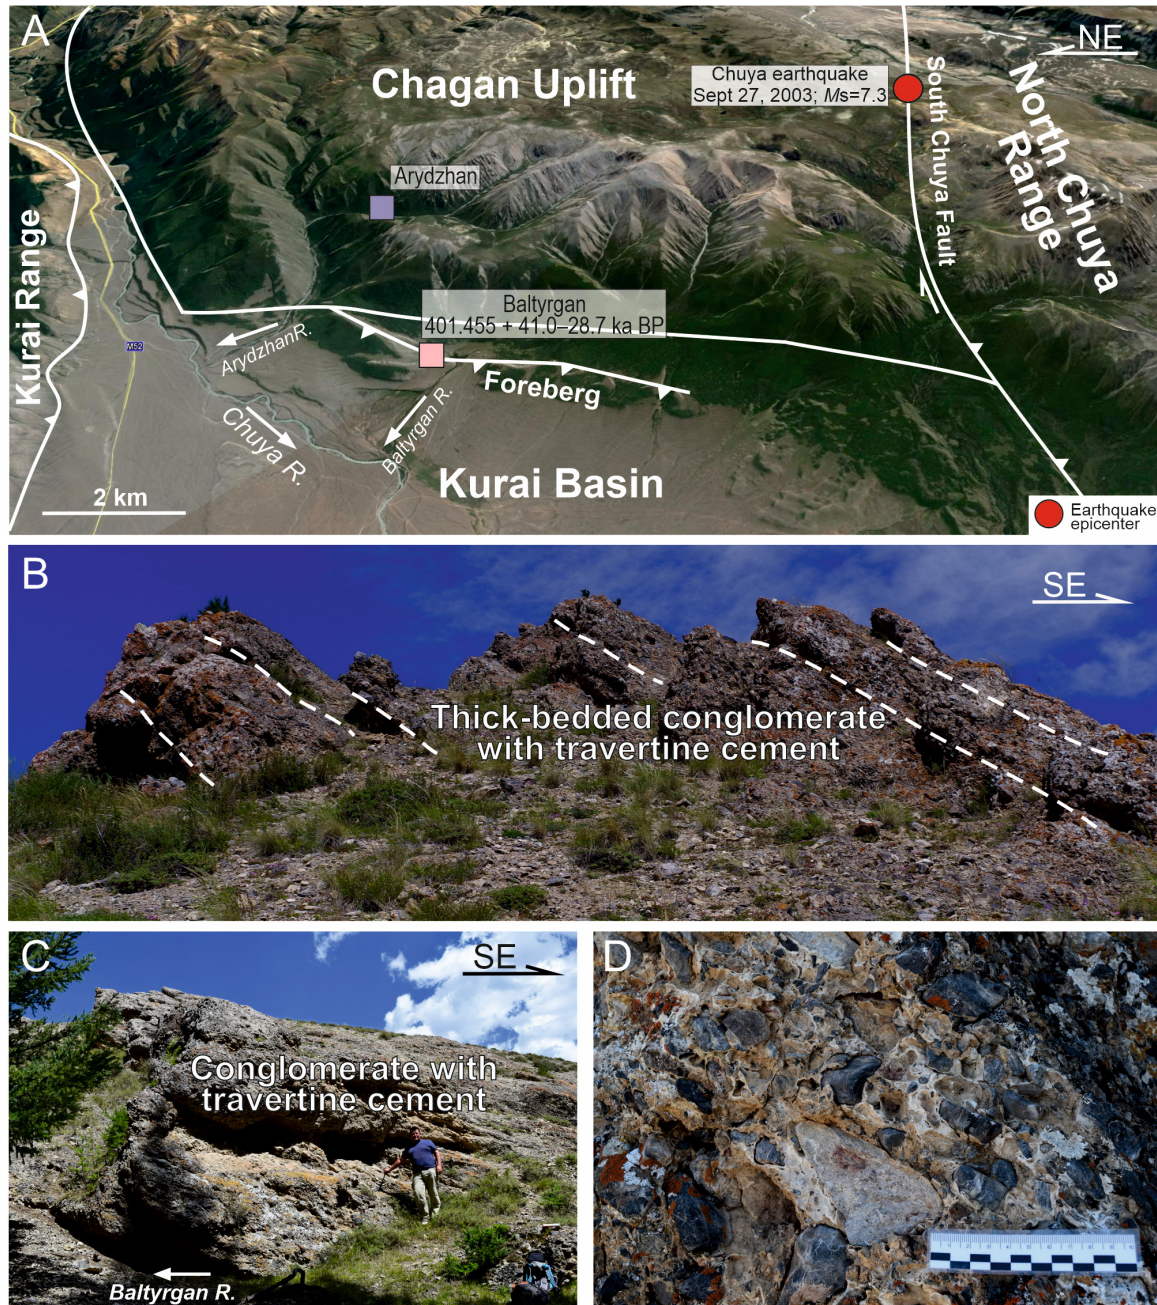 A
NE
Chagan Uplift
Chuya earthquake
Sept 27, 2003; Ms=7.3
South Chuya Fault
North Chuya
Range
Arydzhan
Kurai Range
Baltyrgan
401.455 + 41.0–28.7 ka BP
Arydzhan R.
M52
Foreberg
Chuya R.
Baltyrgan R.
Kurai Basin
2 km
Earthquake
epicenter
B
SE
Thick-bedded conglomerate
with travertine cement
C
SE
Conglomerate with
travertine cement
Baltyrgan R.
D